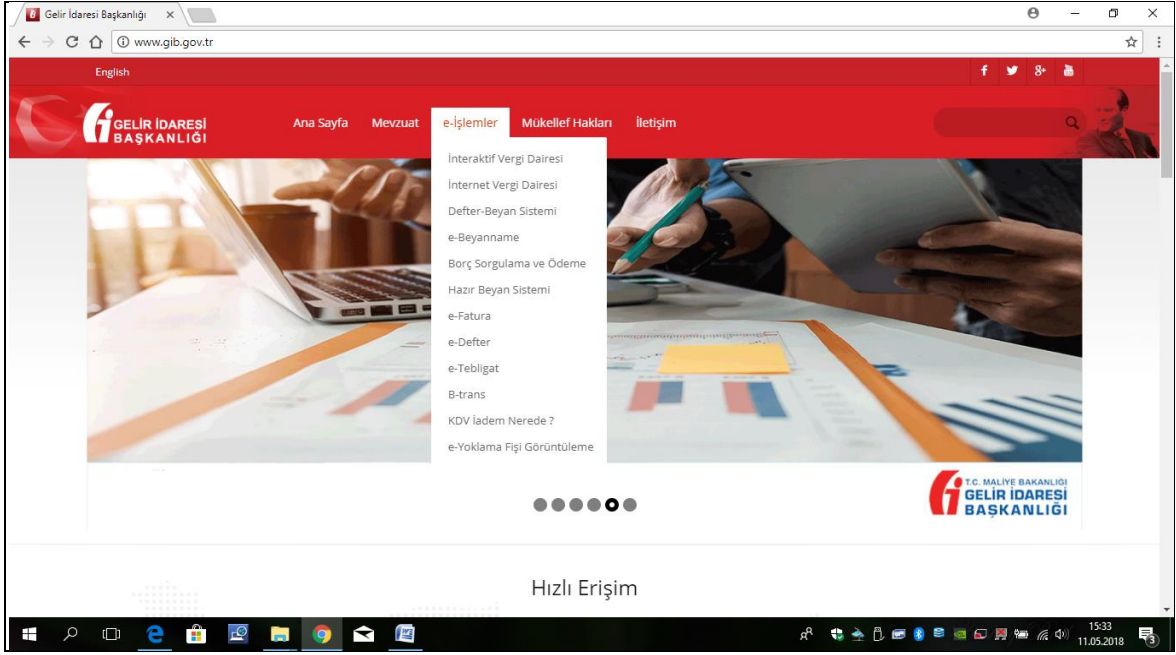 Gelir İdaresi Başkanlığı
www.gib.gov.tr
English
GELİR İDARESİ
BAŞKANLIĞI
Ana Sayfa Mevzuat e-İşlemler Mükellef Hakları İletişim
İnteraktif Vergi Dairesi
İnternet Vergi Dairesi
Defter-Beyan Sistemi
e-Beyanname
Borç Sorgulama ve Ödeme
Hazır Beyan Sistemi
e-Fatura
e-Defter
e-Tebligat
B-trans
KDV İadem Nerede ?
e-Yoklama Fişi Görüntüleme
T.C. MALİYE BAKANLIĞI
GELİR İDARESİ
BAŞKANLIĞI
Hızlı Erişim
15:33
11.05.2018